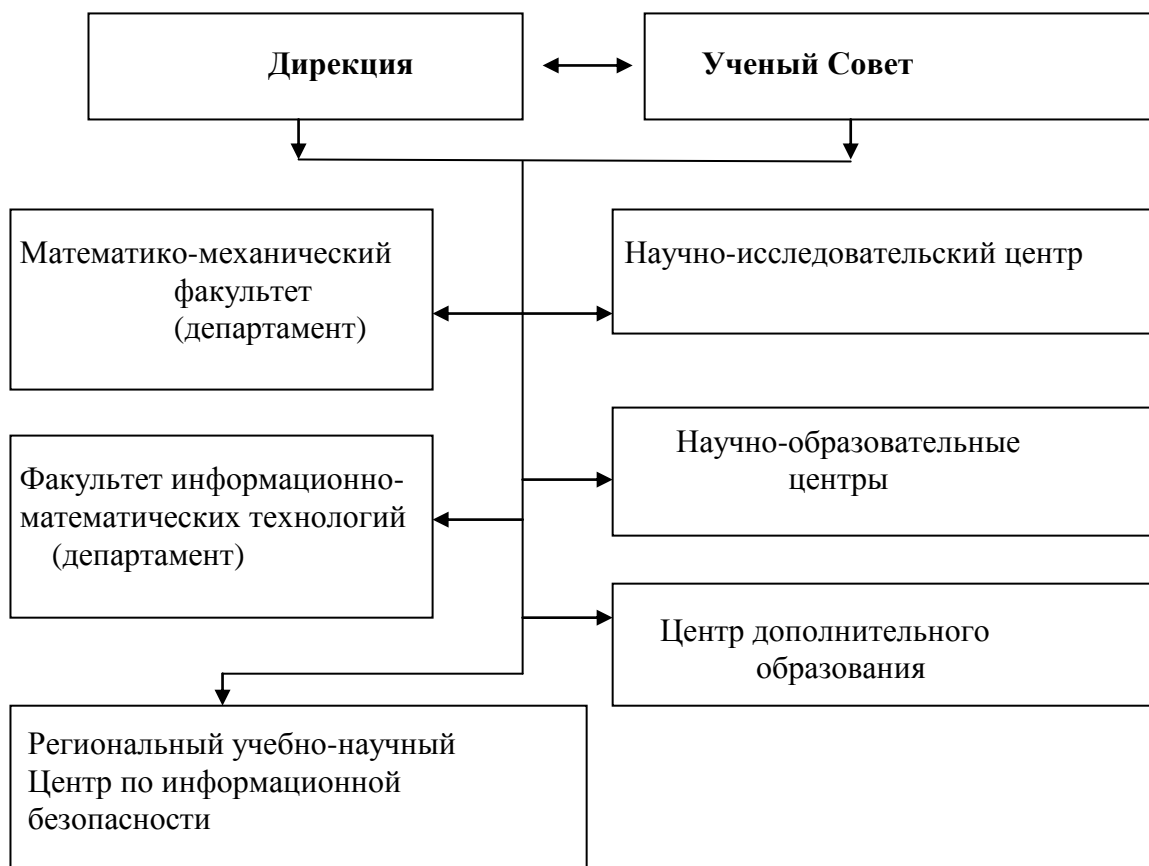 Дирекция
Ученый Совет
Математико-механический
факультет
(департамент)
Научно-исследовательский центр
Факультет информационно-
математических технологий
(департамент)
Научно-образовательные
центры
Центр дополнительного
образования
Региональный учебно-научный
Центр по информационной
безопасности